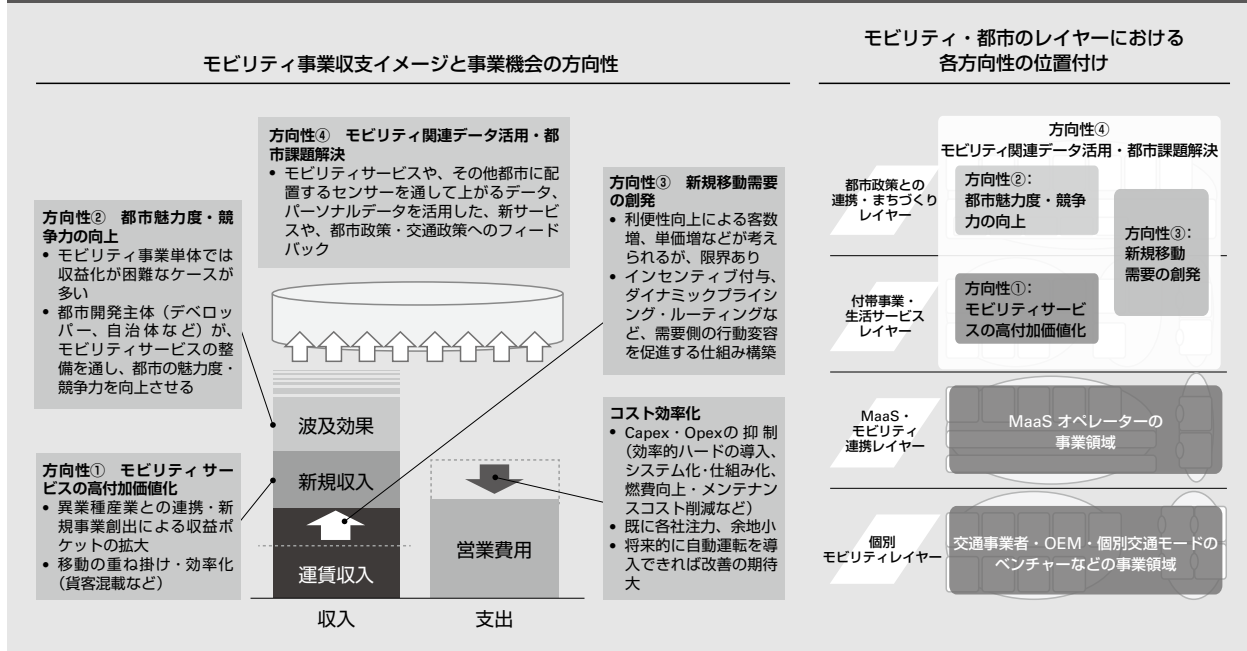 モビリティ事業収支イメージと事業機会の方向性
方向性④　モビリティ関連データ活用・都
市課題解決
• モビリティサービスや、その他都市に配
置するセンサーを通して上がるデータ、
パーソナルデータを活用した、新サービ
スや、都市政策・交通政策へのフィード
バック
方向性②　都市魅力度・競
争力の向上
• モビリティ事業単体では
収益化が困難なケースが
多い
• 都市開発主体（デベロッ
パー、自治体など）が、
モビリティサービスの整
備を通し、都市の魅力度・
競争力を向上させる
方向性①　モビリティサー
ビスの高付加価値化
• 異業種産業との連携・新
規事業創出による収益ポ
ケットの拡大
• 移動の重ね掛け・効率化
（貨客混載など）
波及効果
新規収入
運賃収入
収入
営業費用
支出
方向性③　新規移動需要
の創発
• 利便性向上による客数
増、単価増などが考え
られるが、限界あり
• インセンティブ付与、
ダイナミックプライシ
ング・ルーティングな
ど、需要側の行動変容
を促進する仕組み構築
コスト効率化
• Capex・Opexの抑制
（効率的ハードの導入、
システム化・仕組み化、
燃費向上・メンテナン
スコスト削減など）
• 既に各社注力、余地小
• 将来的に自動運転を導
入できれば改善の期待
大
モビリティ・都市のレイヤーにおける
各方向性の位置付け
方向性④
モビリティ関連データ活用・都市課題解決
都市政策との
連携・まちづくり
レイヤー
方向性②：
都市魅力度・競争
力の向上
方向性③：
新規移動
需要の創発
付帯事業・
生活サービス
レイヤー
方向性①：
モビリティサービ
スの高付加価値化
MaaS・
モビリティ
連携レイヤー
MaaS オペレーターの
事業領域
個別
モビリティレイヤー
交通事業者・OEM・個別交通モードの
ベンチャーなどの事業領域